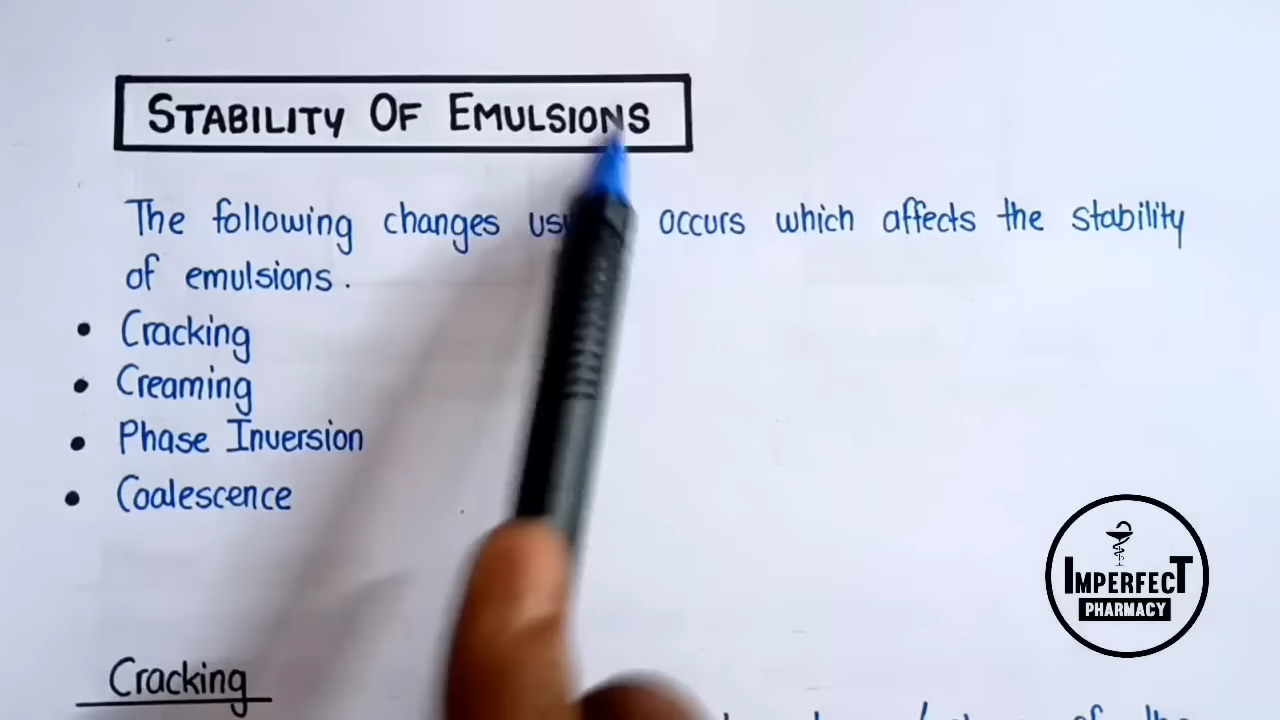 STABILITY OF EMULSIONS
The following changes occurs which affects the stability
of emulsions.
• Cracking
• Creaming
• Phase Inversion
• Coalescence
IMPERFECT
PHARMACY
Cracking